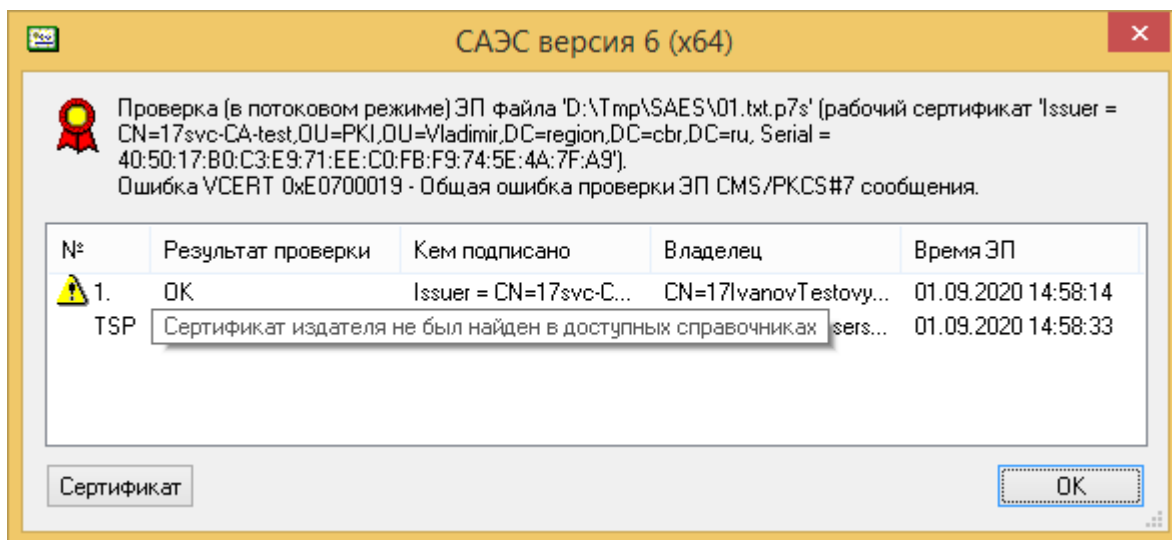 САЭС версия 6 (x64)
Проверка (в потоковом режиме) ЭП файла 'D:\Tmp\SAES\01.txt.p7s' (рабочий сертификат 'Issuer =
CN=17svc-CA-test,OU=PKI,OU=Vladimir,DC=region,DC=cbr,DC=ru, Serial =
40:50:17:B0:C3:E9:71:EE:C0:FB:F9:74:5E:4A:7F:A9').
Ошибка VCERT 0xE0700019 - Общая ошибка проверки ЭП CMS/PKCS#7 сообщения.
№ Результат проверки Кем подписано Владелец Время ЭП
1. OK Issuer = CN=17svc-C... CN=17IvanovTestovy... 01.09.2020 14:58:14
TSP Сертификат издателя не был найден в доступных справочниках sers... 01.09.2020 14:58:33
Сертификат OK